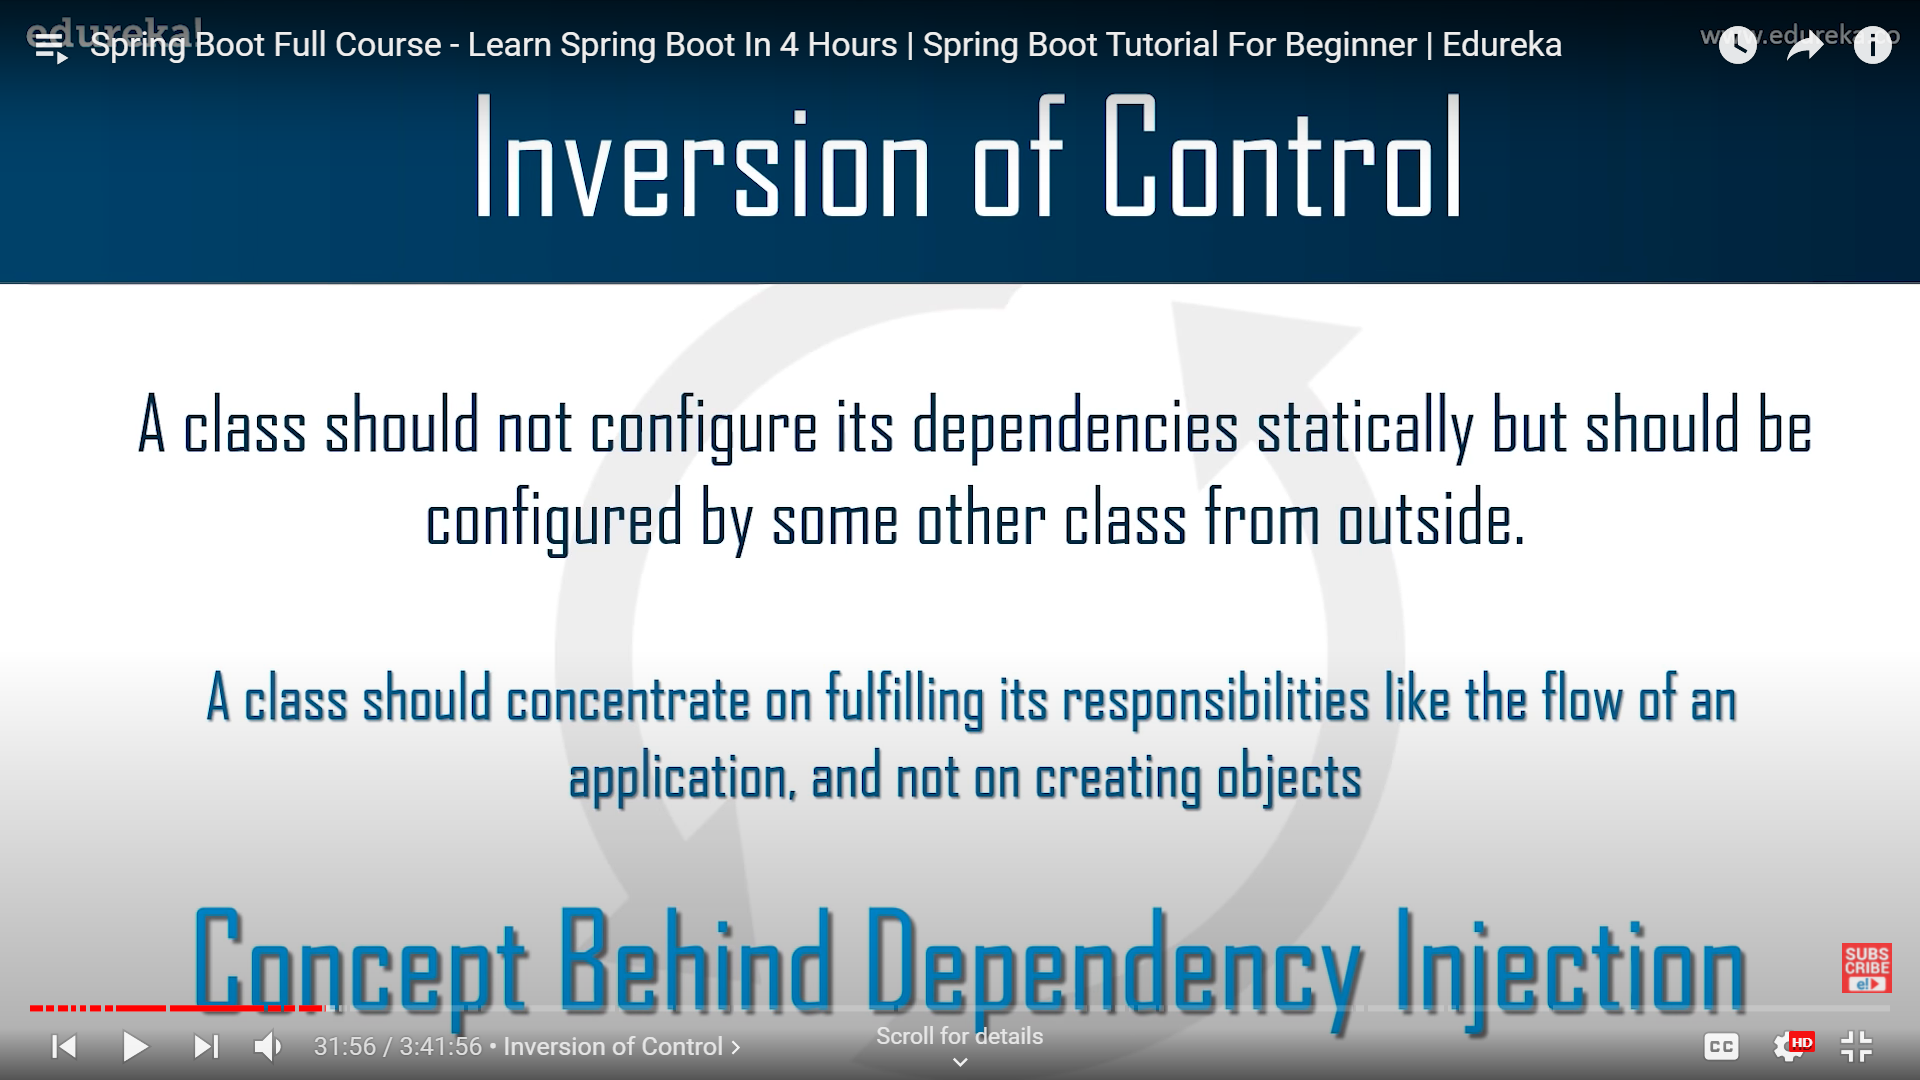 edureka!
Spring Boot Full Course - Learn Spring Boot In 4 Hours | Spring Boot Tutorial For Beginner | Edureka
www.edureka.co
Inversion of Control
A class should not configure its dependencies statically but should be
configured by some other class from outside.
A class should concentrate on fulfilling its responsibilities like the flow of an
application, and not on creating objects
Concept Behind Dependency Injection
SUBS
CRIBE
e!
31:56 / 3:41:56 • Inversion of Control
Scroll for details
CC
HD